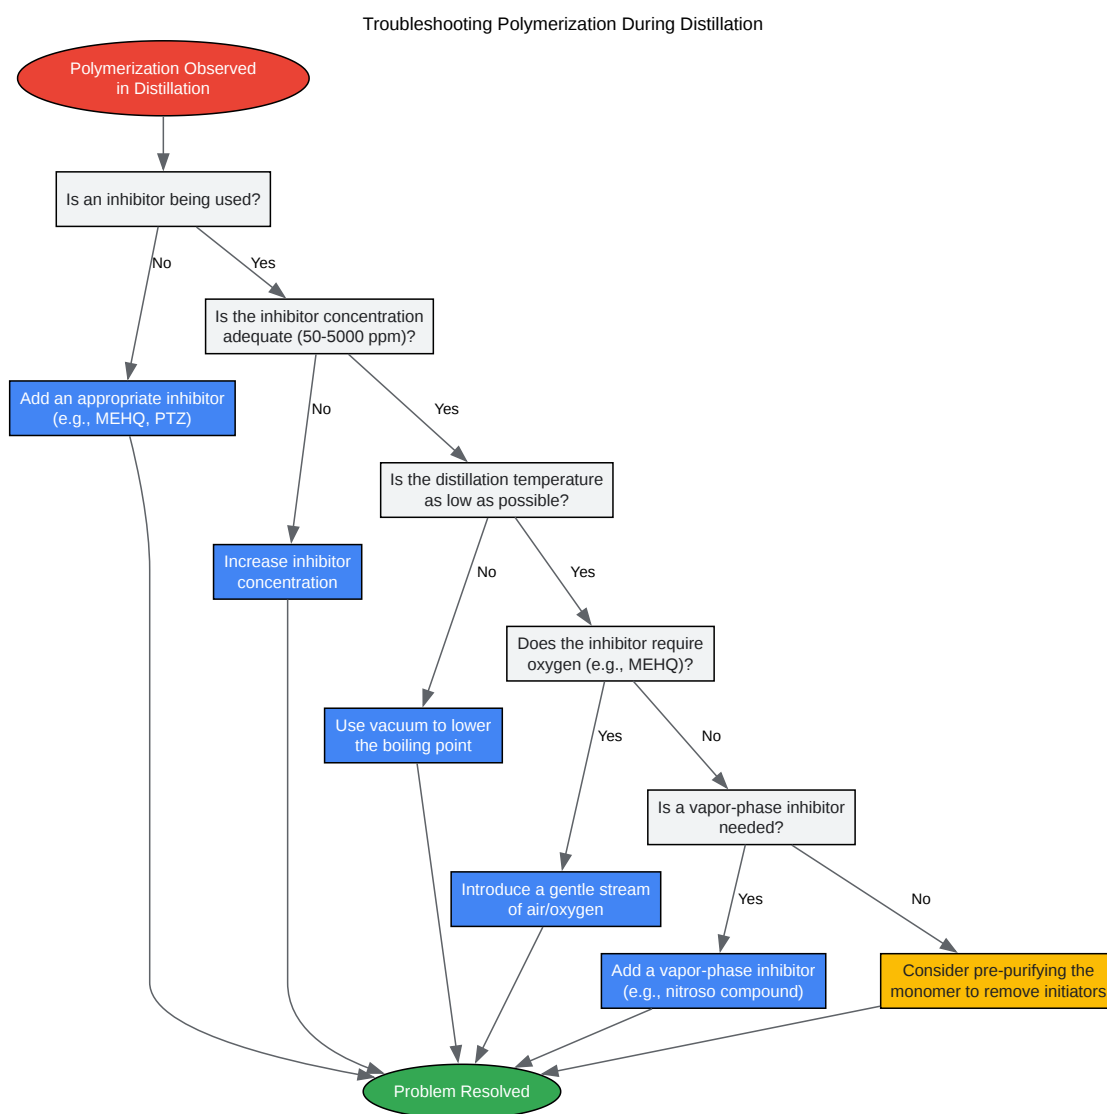 Troubleshooting Polymerization During Distillation
Polymerization Observed
in Distillation
Is an inhibitor being used?
No
Yes
Is the inhibitor concentration
adequate (50-5000 ppm)?
Add an appropriate inhibitor
(e.g., MEHQ, PTZ)
No
Yes
Is the distillation temperature
as low as possible?
Increase inhibitor
concentration
No
Yes
Does the inhibitor require
oxygen (e.g., MEHQ)?
Use vacuum to lower
the boiling point
Yes
No
Is a vapor-phase inhibitor
needed?
Introduce a gentle stream
of air/oxygen
Yes
No
Add a vapor-phase inhibitor
(e.g., nitroso compound)
Consider pre-purifying the
monomer to remove initiators
Problem Resolved